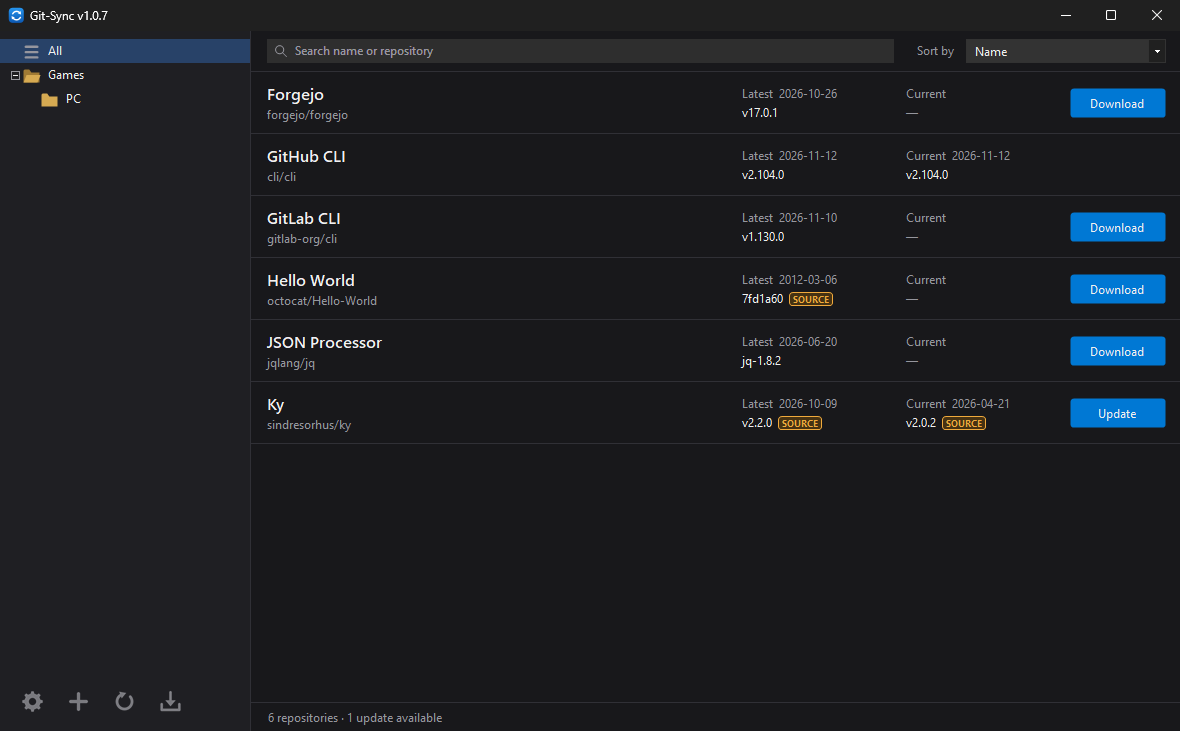 Git-Sync v1.0.7
All
Games
PC
Search name or repository
Sort by Name
Forgejo
forgejo/forgejo
Latest 2026-10-26
v17.0.1
Current
—
Download
GitHub CLI
cli/cli
Latest 2026-11-12
v2.104.0
Current 2026-11-12
v2.104.0
GitLab CLI
gitlab-org/cli
Latest 2026-11-10
v1.130.0
Current
—
Download
Hello World
octocat/Hello-World
Latest 2012-03-06
7fd1a60 SOURCE
Current
—
Download
JSON Processor
jqlang/jq
Latest 2026-06-20
jq-1.8.2
Current
—
Download
Ky
sindresorhus/ky
Latest 2026-10-09
v2.2.0 SOURCE
Current 2026-04-21
v2.0.2 SOURCE
Update
6 repositories · 1 update available